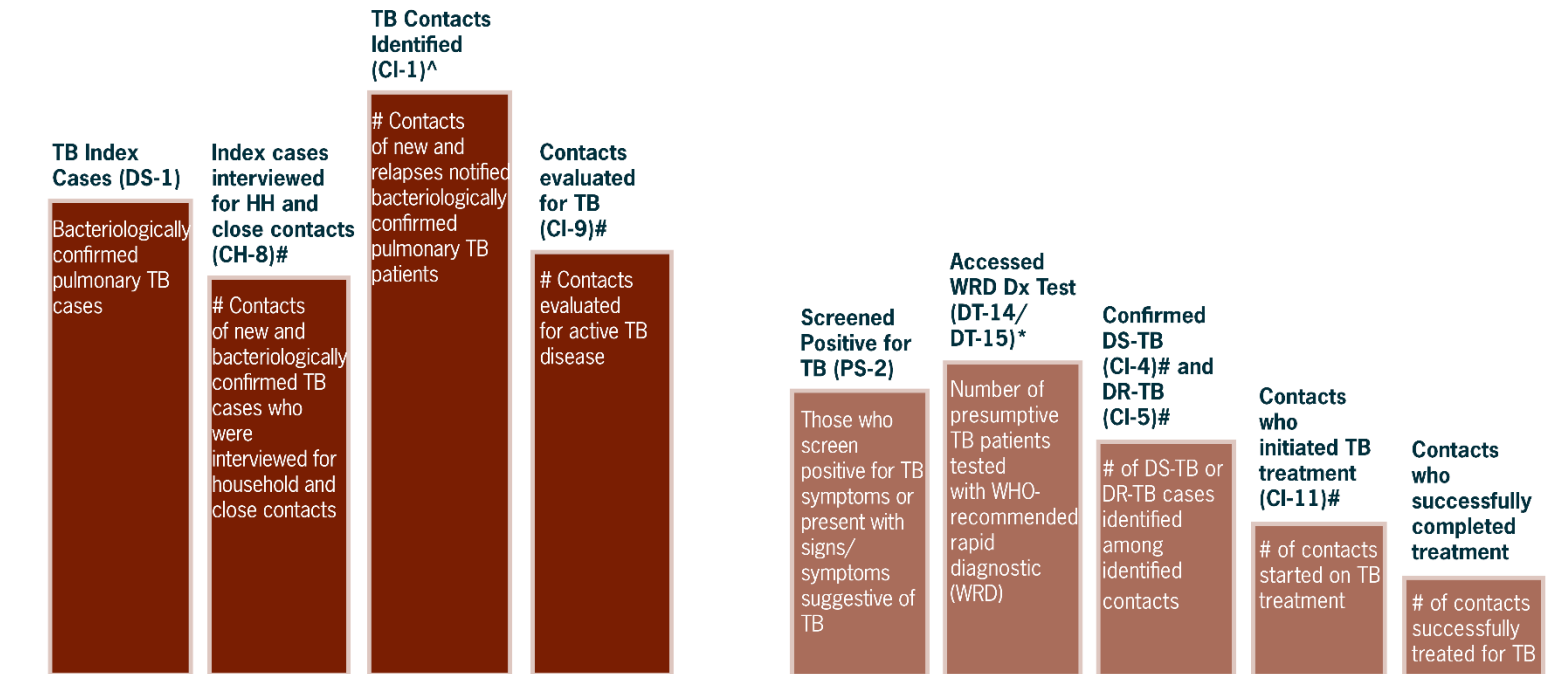 TB Index
Cases (DS-1)
Bacteriologically
confirmed
pulmonary TB
cases
Index cases
interviewed
for HH and
close contacts
(CH-8)#
# Contacts
of new and
bacteriologically
confirmed TB
cases who
were
interviewed for
household and
close contacts
TB Contacts
Identified
(CI-1)^
# Contacts
of new and
relapses notified
bacteriologically
confirmed
pulmonary TB
patients
Contacts
evaluated
for TB
(CI-9)#
# Contacts
evaluated
for active TB
disease
Screened
Positive for
TB (PS-2)
Those who
screen
positive for TB
symptoms or
present with
signs/
symptoms
suggestive of
TB
Accessed
WRD Dx Test
(DT-14/
DT-15)*
Number of
presumptive
TB patients
tested
with WHO-
recommended
rapid
diagnostic
(WRD)
Confirmed
DS-TB
(CI-4)# and
DR-TB
(CI-5)#
# of DS-TB or
DR-TB cases
identified
among
identified
contacts
Contacts
who
initiated TB
treatment
(CI-11)#
# of contacts
started on TB
treatment
Contacts
who
successfully
completed
treatment
# of contacts
successfully
treated for TB